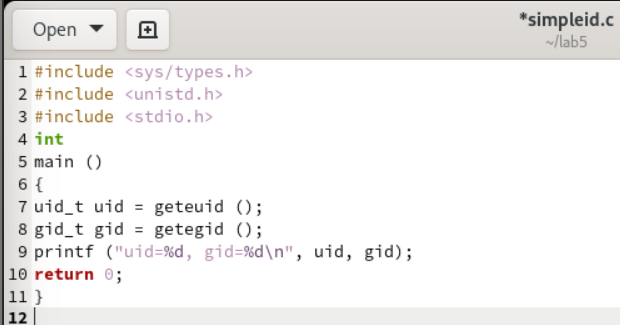 Open
*simpleid.c
~/lab5
1 #include <sys/types.h>
2 #include <unistd.h>
3 #include <stdio.h>
4 int
5 main ()
6 {
7 uid_t uid = geteuid ();
8 gid_t gid = getegid ();
9 printf ("uid=%d, gid=%d\n", uid, gid);
10 return 0;
11 }
12